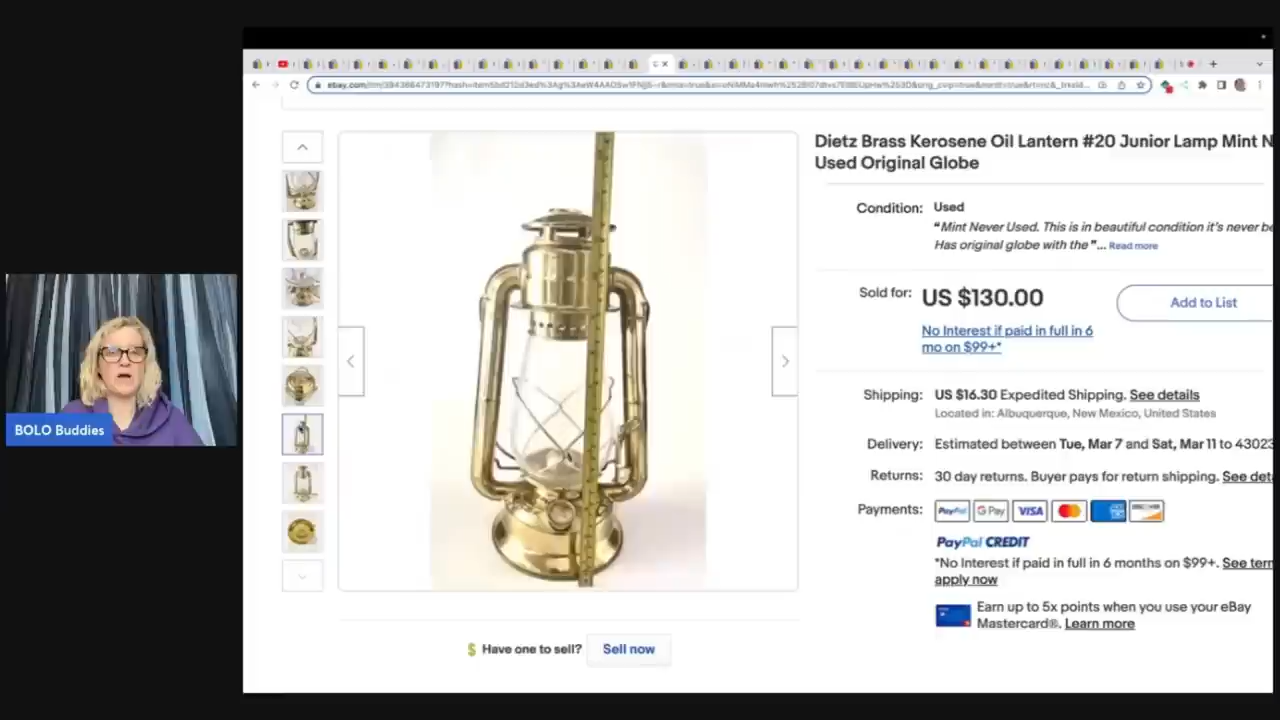 Dietz Brass Kerosene Oil Lantern #20 Junior Lamp Mint N
Used Original Globe
Condition: Used
"Mint Never Used. This is in beautiful condition it's never be
Has original globe with the "... Read more
Sold for: US $130.00
Add to List
No Interest if paid in full in 6
mo on $99+*
Shipping: US $16.30 Expedited Shipping. See details
Located in: Albuquerque, New Mexico, United States
Delivery: Estimated between Tue, Mar 7 and Sat, Mar 11 to 43023
Returns: 30 day returns. Buyer pays for return shipping. See deta
Payments: PayPal G Pay VISA
PayPal CREDIT
*No Interest if paid in full in 6 months on $99+. See term
apply now
Earn up to 5x points when you use your eBay
Mastercard®. Learn more
$ Have one to sell? Sell now
BOLO Buddies